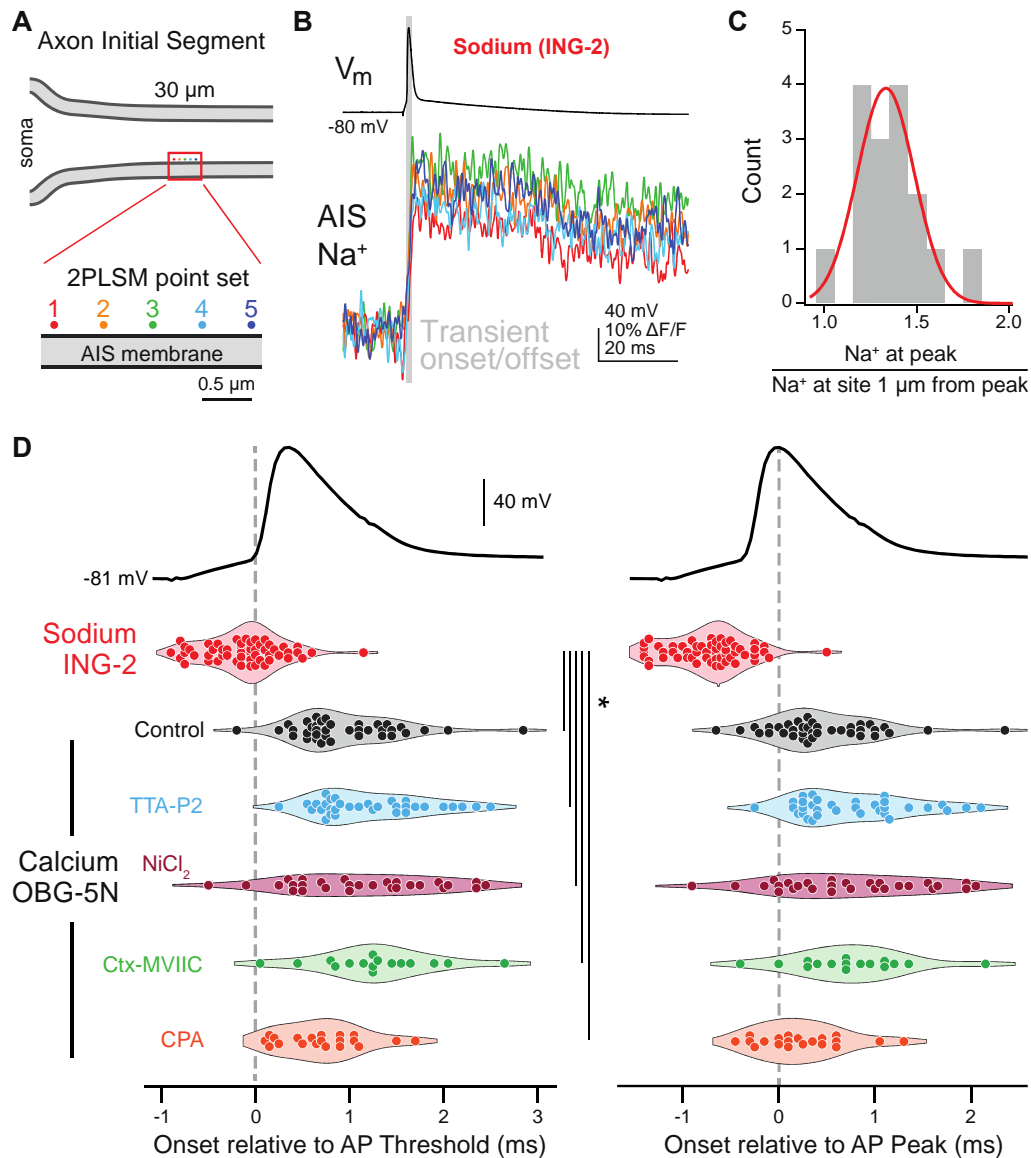 A
Axon Initial Segment
30 µm
soma
2PLSM point set
1 2 3 4 5
AIS membrane
0.5 µm
B
Sodium (ING-2)
Vm
-80 mV
AIS
Na+
Transient
onset/offset
40 mV
10% ΔF/F
20 ms
C
Count
5
4
3
2
1
0
1.0 1.5 2.0
Na+ at peak
Na+ at site 1 µm from peak
D
40 mV
-81 mV
Sodium
ING-2
*
Control
TTA-P2
Calcium
OBG-5N
NiCl2
Ctx-MVIIC
CPA
-1 0 1 2 3
Onset relative to AP Threshold (ms)
-1 0 1 2
Onset relative to AP Peak (ms)